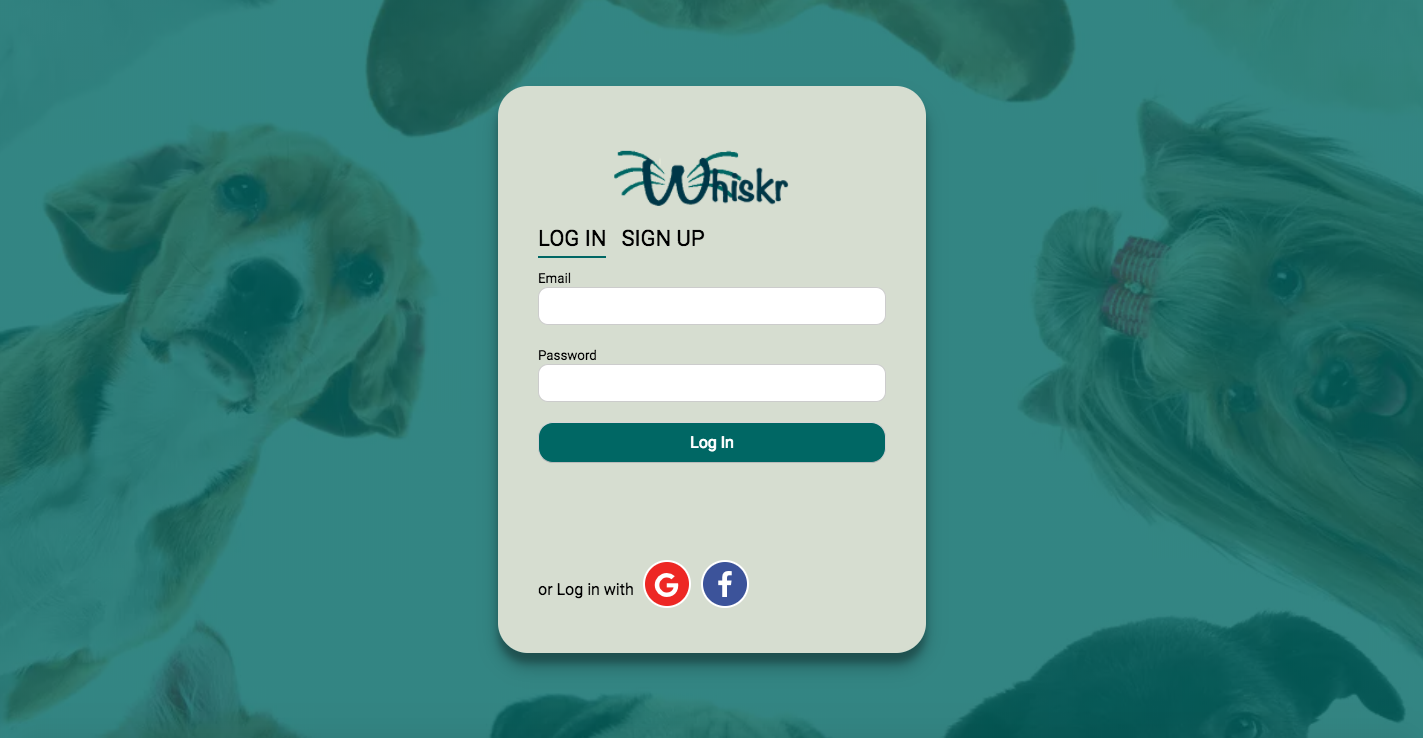 Whiskr
LOG IN SIGN UP
Email
Password
Log In
or Log in with G f